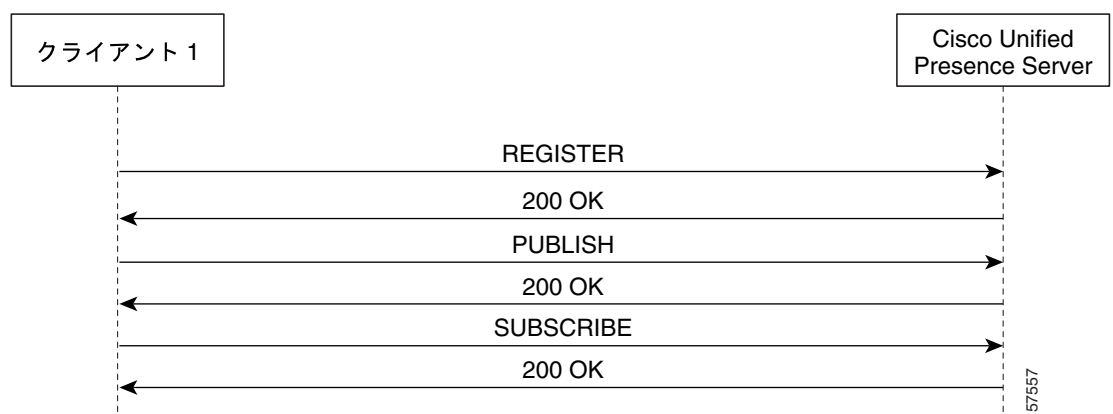 クライアント 1
Cisco Unified
Presence Server
REGISTER
200 OK
PUBLISH
200 OK
SUBSCRIBE
200 OK
57557